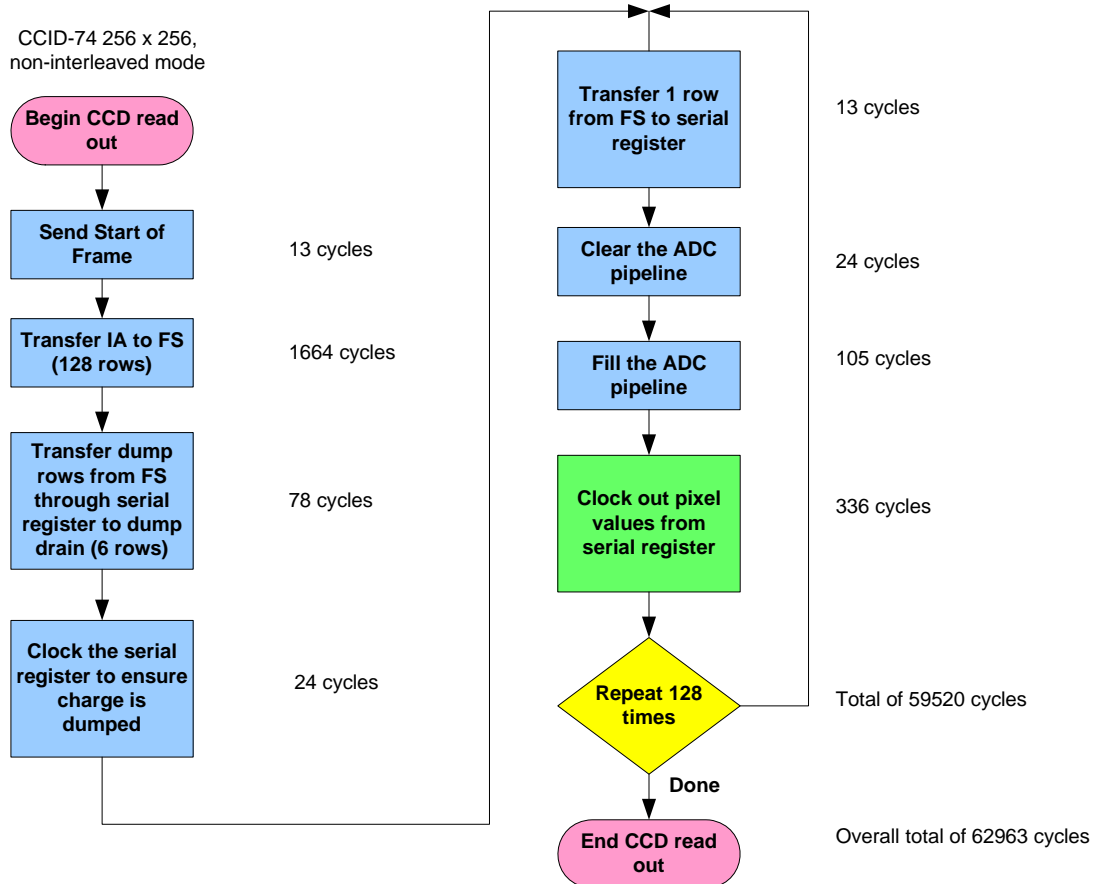 CCID-74 256 x 256,
non-interleaved mode
Begin CCD read
out
Send Start of
Frame
13 cycles
Transfer IA to FS
(128 rows)
1664 cycles
Transfer dump
rows from FS
through serial
register to dump
drain (6 rows)
78 cycles
Clock the serial
register to ensure
charge is
dumped
24 cycles
Transfer 1 row
from FS to serial
register
13 cycles
Clear the ADC
pipeline
24 cycles
Fill the ADC
pipeline
105 cycles
Clock out pixel
values from
serial register
336 cycles
Repeat 128
times
Total of 59520 cycles
Done
End CCD read
out
Overall total of 62963 cycles